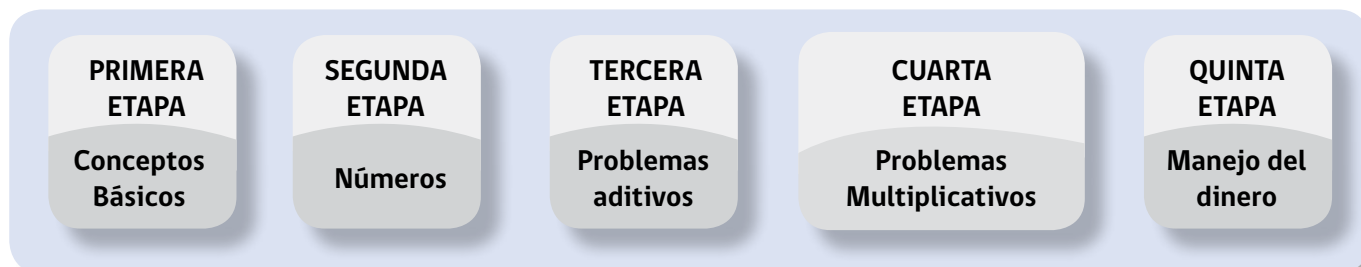 PRIMERA
ETAPA
Conceptos
Básicos
SEGUNDA
ETAPA
Números
TERCERA
ETAPA
Problemas
aditivos
CUARTA
ETAPA
Problemas
Multiplicativos
QUINTA
ETAPA
Manejo del
dinero